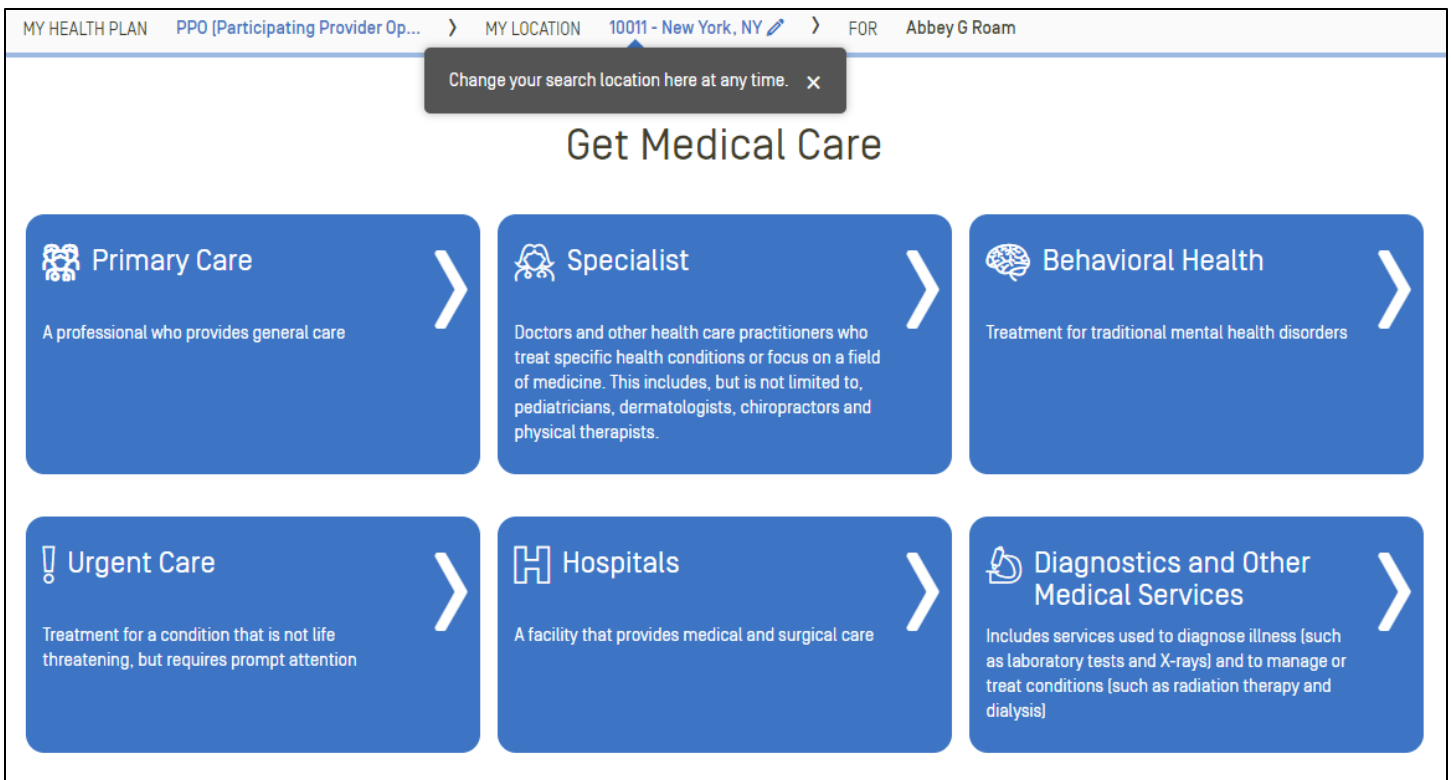 MY HEALTH PLAN PPO (Participating Provider Op... > MY LOCATION 10011 - New York, NY > FOR Abbey G Roam
Change your search location here at any time. ×
Get Medical Care
Primary Care
A professional who provides general care
Specialist
Doctors and other health care practitioners who
treat specific health conditions or focus on a field
of medicine. This includes, but is not limited to,
pediatricians, dermatologists, chiropractors and
physical therapists.
Behavioral Health
Treatment for traditional mental health disorders
Urgent Care
Treatment for a condition that is not life
threatening, but requires prompt attention
Hospitals
A facility that provides medical and surgical care
Diagnostics and Other
Medical Services
Includes services used to diagnose illness (such
as laboratory tests and X-rays) and to manage or
treat conditions (such as radiation therapy and
dialysis)